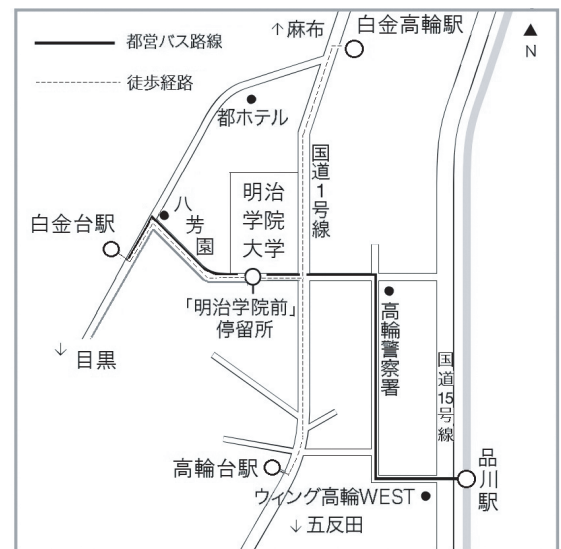 都営バス路線
徒歩経路
↑麻布
白金高輪駅
▲
N
都ホテル
国道1号線
八芳園
明治
学院
大学
白金台駅
「明治学院前」
停留所
高輪警察署
↓ 目黒
国道15号線
高輪台駅
品川駅
ウィング高輪WEST
↓五反田